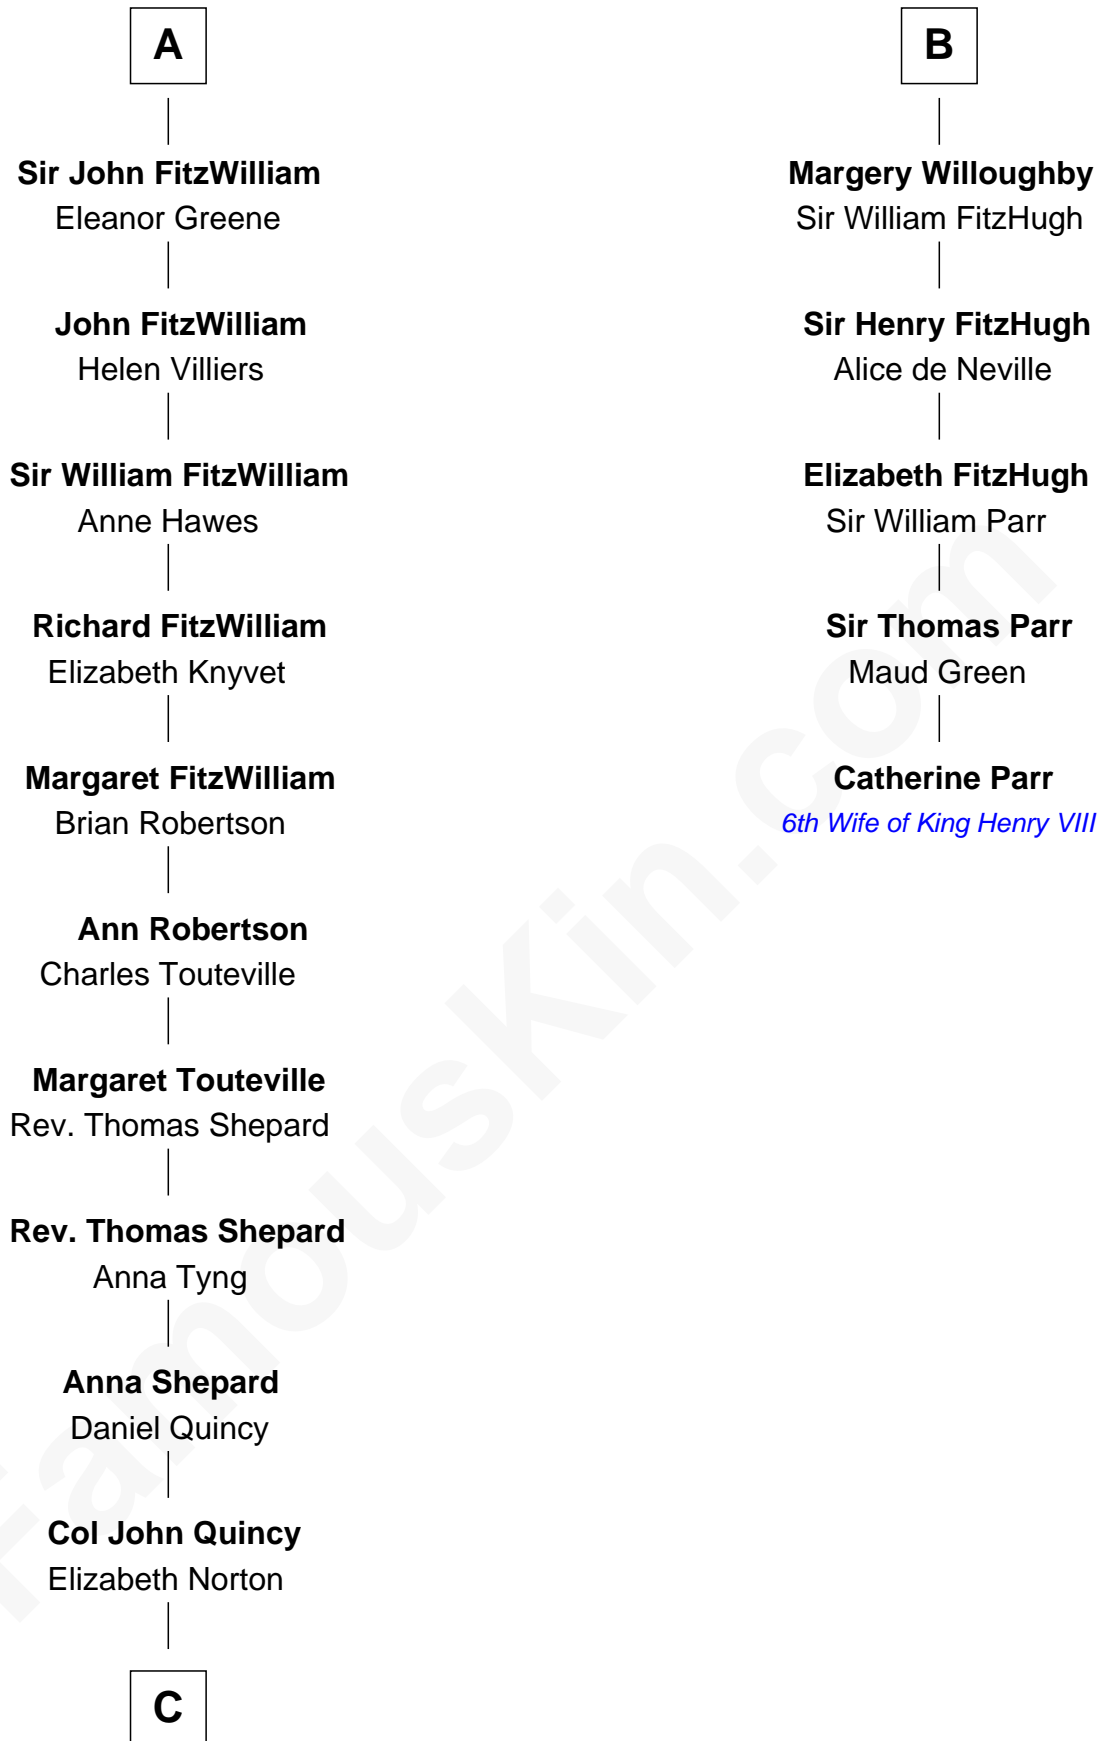 A
Sir John FitzWilliam
Eleanor Greene
John FitzWilliam
Helen Villiers
Sir William FitzWilliam
Anne Hawes
Richard FitzWilliam
Elizabeth Knyvet
Margaret FitzWilliam
Brian Robertson
Ann Robertson
Charles Touteville
Margaret Touteville
Rev. Thomas Shepard
Rev. Thomas Shepard
Anna Tyng
Anna Shepard
Daniel Quincy
Col John Quincy
Elizabeth Norton
C
B
Margery Willoughby
Sir William FitzHugh
Sir Henry FitzHugh
Alice de Neville
Elizabeth FitzHugh
Sir William Parr
Sir Thomas Parr
Maud Green
Catherine Parr
6th Wife of King Henry VIII
FamousKin.com